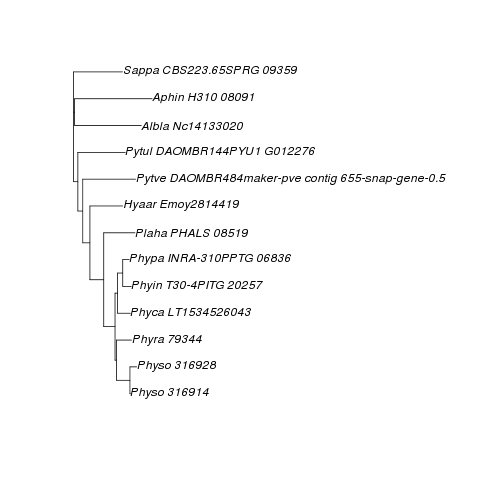 Sappa CBS223.65SPRG 09359
Aphin H310 08091
Albla Nc14133020
Pytul DAOMBR144PYU1 G012276
Pytve DAOMBR484maker-pve contig 655-snap-gene-0.5
Hyaar Emoy2814419
Plaha PHALS 08519
Phypa INRA-310PPTG 06836
Phyin T30-4PITG 20257
Phyca LT1534526043
Phyra 79344
Physo 316928
Physo 316914